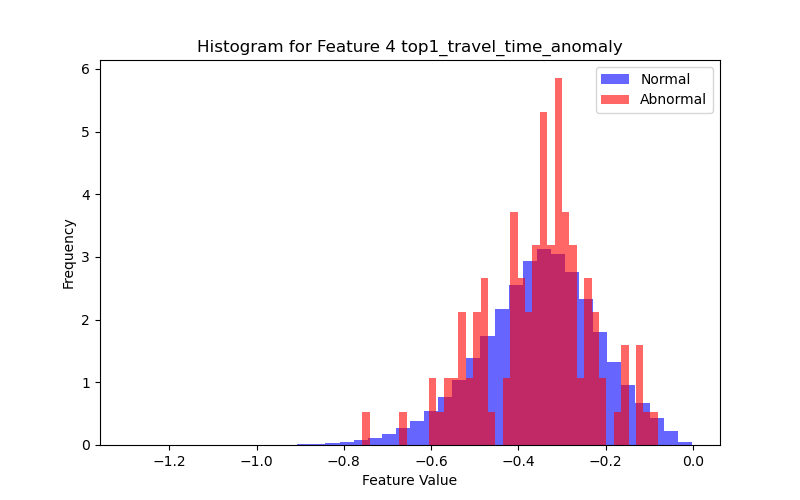 Histogram for Feature 4 top1_travel_time_anomaly
Normal
Abnormal
Frequency
6
5
4
3
2
1
0
−1.2
−1.0
−0.8
−0.6
−0.4
−0.2
0.0
Feature Value